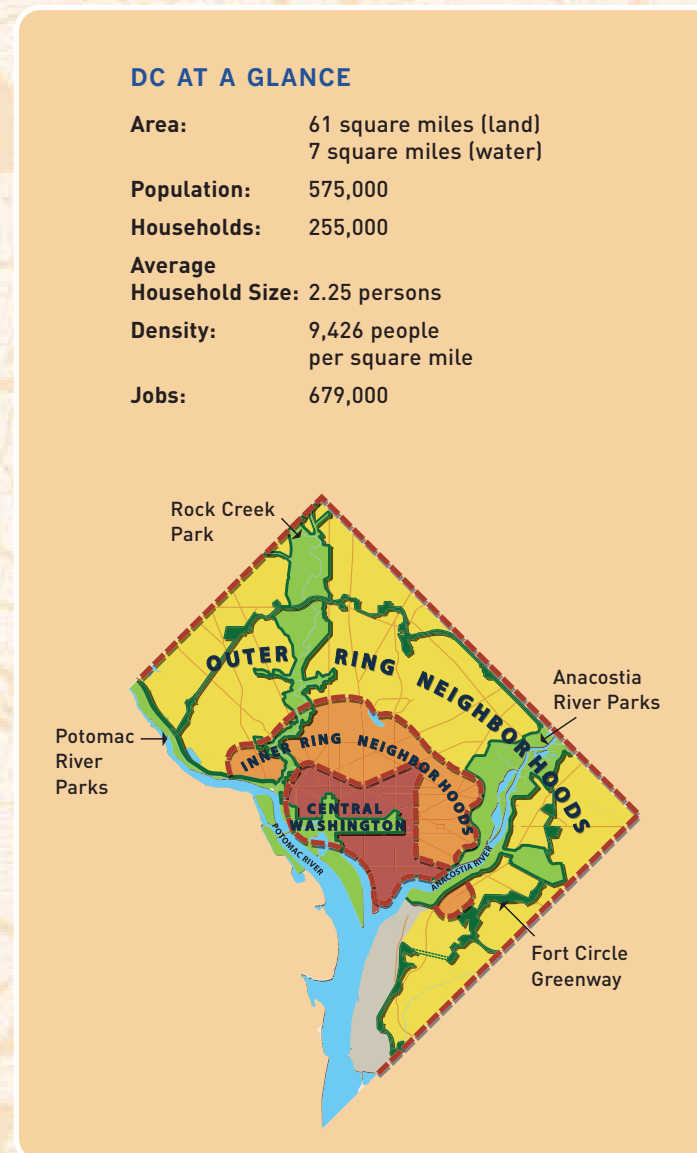 DC AT A GLANCE
Area: 61 square miles (land)
7 square miles (water)
Population: 575,000
Households: 255,000
Average
Household Size: 2.25 persons
Density: 9,426 people
per square mile
Jobs: 679,000
Rock Creek
Park
OUTER RING NEIGHBORHOODS
Anacostia
River Parks
Potomac
River
Parks
INNER RING NEIGHBORHOODS
CENTRAL
WASHINGTON
POTOMAC RIVER
ANACOSTIA RIVER
Fort Circle
Greenway